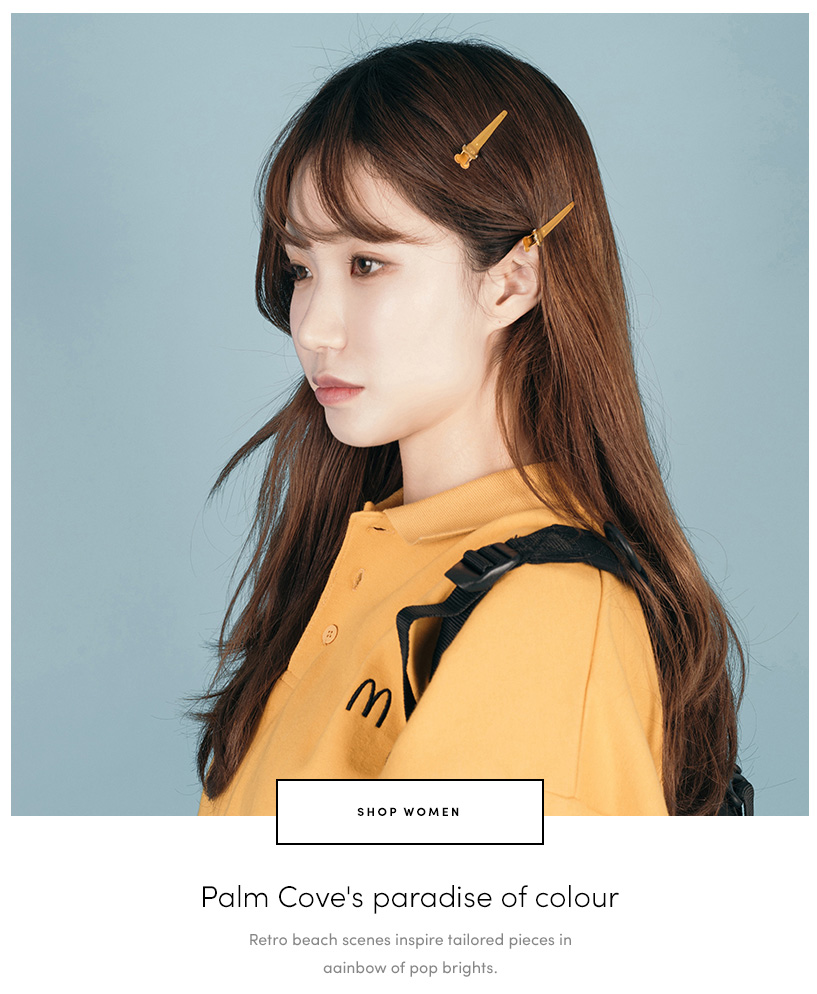 M
SHOP WOMEN
Palm Cove's paradise of colour
Retro beach scenes inspire tailored pieces in
aainbow of pop brights.